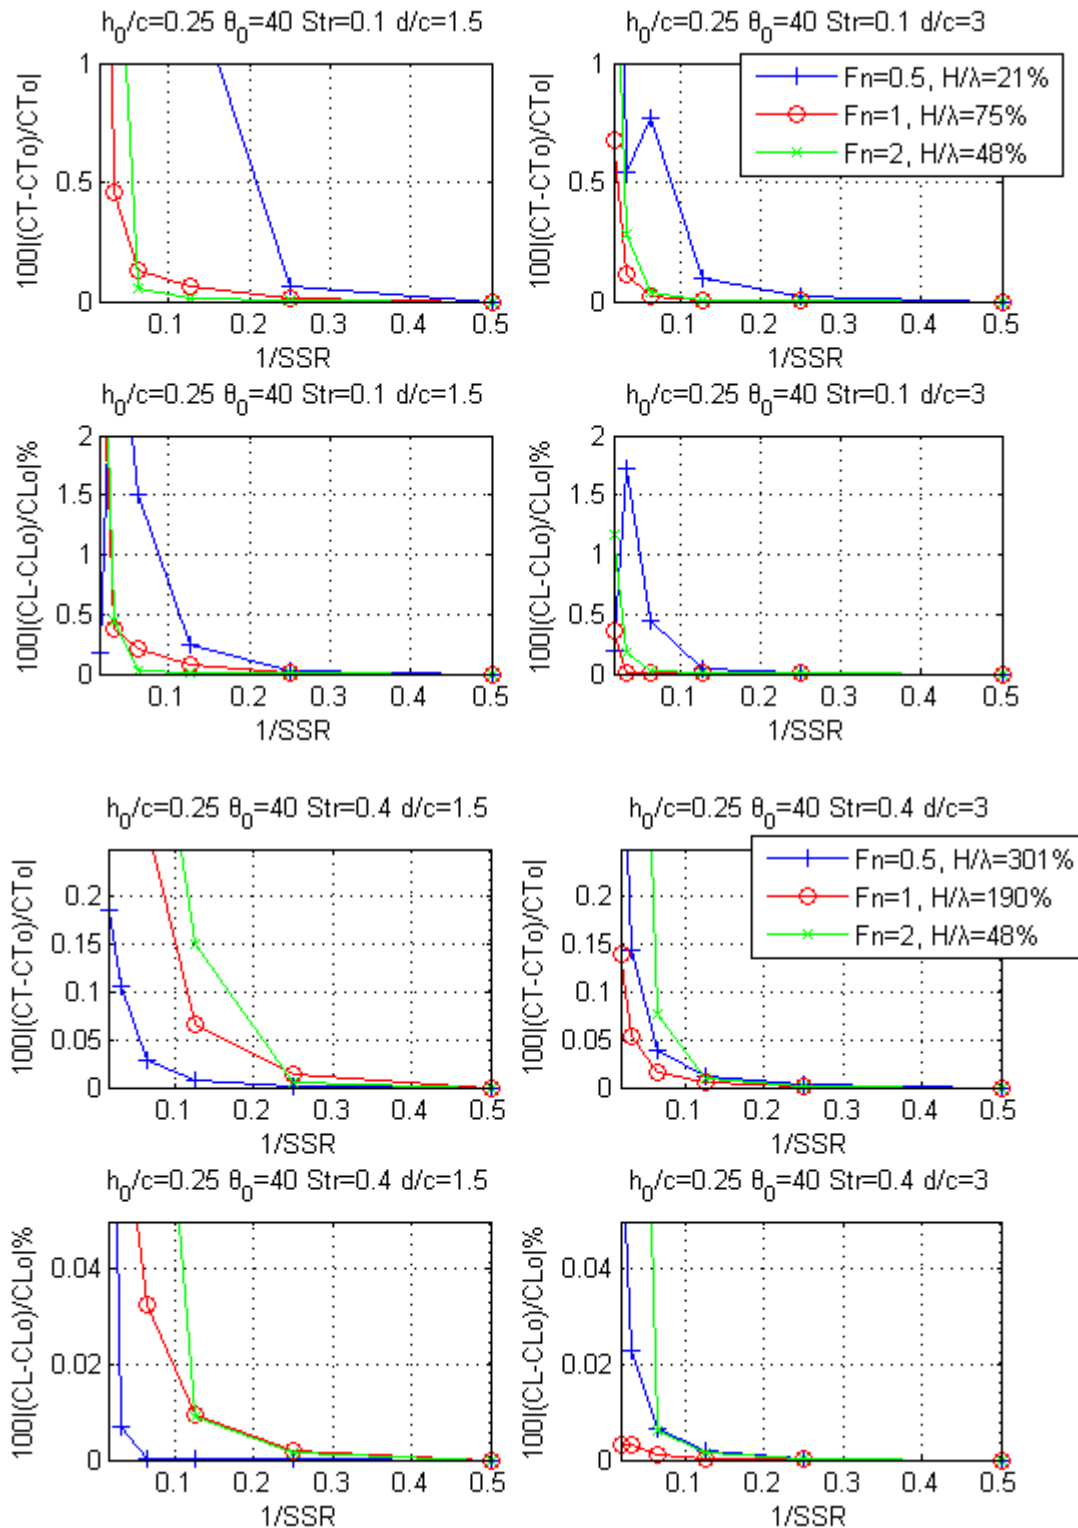 h0/c=0.25 θ0=40 Str=0.1 d/c=1.5
100|(CT-CTo)/CTo|
1
0.5
0
0.1 0.2 0.3 0.4 0.5
1/SSR
h0/c=0.25 θ0=40 Str=0.1 d/c=3
Fn=0.5, H/λ=21%
Fn=1, H/λ=75%
Fn=2, H/λ=48%
100|(CT-CTo)/CTo|
1
0.5
0
0.1 0.2 0.3 0.4 0.5
1/SSR
h0/c=0.25 θ0=40 Str=0.1 d/c=1.5
100|(CL-CLo)/CLo|%
2
1.5
1
0.5
0
0.1 0.2 0.3 0.4 0.5
1/SSR
h0/c=0.25 θ0=40 Str=0.1 d/c=3
100|(CL-CLo)/CLo|%
2
1.5
1
0.5
0
0.1 0.2 0.3 0.4 0.5
1/SSR
h0/c=0.25 θ0=40 Str=0.4 d/c=1.5
100|(CT-CTo)/CTo|
0.2
0.15
0.1
0.05
0
0.1 0.2 0.3 0.4 0.5
1/SSR
h0/c=0.25 θ0=40 Str=0.4 d/c=3
Fn=0.5, H/λ=301%
Fn=1, H/λ=190%
Fn=2, H/λ=48%
100|(CT-CTo)/CTo|
0.2
0.15
0.1
0.05
0
0.1 0.2 0.3 0.4 0.5
1/SSR
h0/c=0.25 θ0=40 Str=0.4 d/c=1.5
100|(CL-CLo)/CLo|%
0.04
0.02
0
0.1 0.2 0.3 0.4 0.5
1/SSR
h0/c=0.25 θ0=40 Str=0.4 d/c=3
100|(CL-CLo)/CLo|%
0.04
0.02
0
0.1 0.2 0.3 0.4 0.5
1/SSR